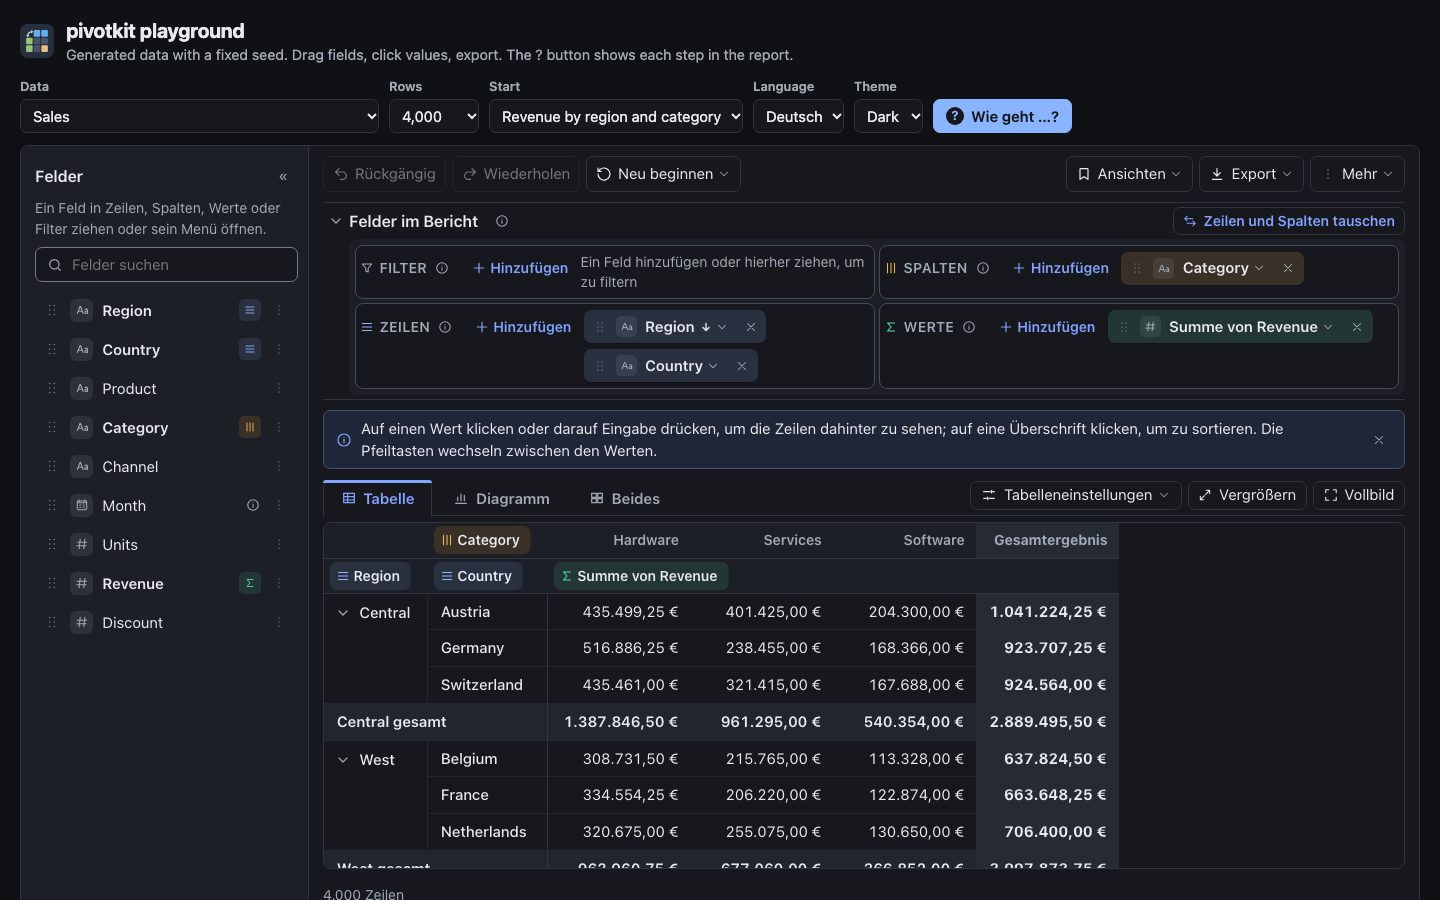 pivotkit playground
Generated data with a fixed seed. Drag fields, click values, export. The ? button shows each step in the report.
Data
Rows
Start
Language
Theme
Sales
4,000
Revenue by region and category
Deutsch
Dark
? Wie geht ...?
Felder
«
Ein Feld in Zeilen, Spalten, Werte oder
Filter ziehen oder sein Menü öffnen.
Felder suchen
Aa Region
Aa Country
Aa Product
Aa Category
Aa Channel
Month
# Units
# Revenue Σ
# Discount
Rückgängig
Wiederholen
Neu beginnen
Ansichten
Export
Mehr
Felder im Bericht
Zeilen und Spalten tauschen
FILTER
+ Hinzufügen
Ein Feld hinzufügen oder hierher ziehen, um
zu filtern
SPALTEN
+ Hinzufügen
Aa Category
ZEILEN
+ Hinzufügen
Aa Region ↓
Aa Country
Σ WERTE
+ Hinzufügen
# Summe von Revenue
Auf einen Wert klicken oder darauf Eingabe drücken, um die Zeilen dahinter zu sehen; auf eine Überschrift klicken, um zu sortieren. Die
Pfeiltasten wechseln zwischen den Werten.
Tabelle
Diagramm
Beides
Tabelleneinstellungen
Vergrößern
Vollbild
Category Hardware Services Software Gesamtergebnis
Region Country Σ Summe von Revenue
Central Austria 435.499,25 € 401.425,00 € 204.300,00 € 1.041.224,25 €
Germany 516.886,25 € 238.455,00 € 168.366,00 € 923.707,25 €
Switzerland 435.461,00 € 321.415,00 € 167.688,00 € 924.564,00 €
Central gesamt 1.387.846,50 € 961.295,00 € 540.354,00 € 2.889.495,50 €
West Belgium 308.731,50 € 215.765,00 € 113.328,00 € 637.824,50 €
France 334.554,25 € 206.220,00 € 122.874,00 € 663.648,25 €
Netherlands 320.675,00 € 255.075,00 € 130.650,00 € 706.400,00 €
West gesamt
4.000 Zeilen